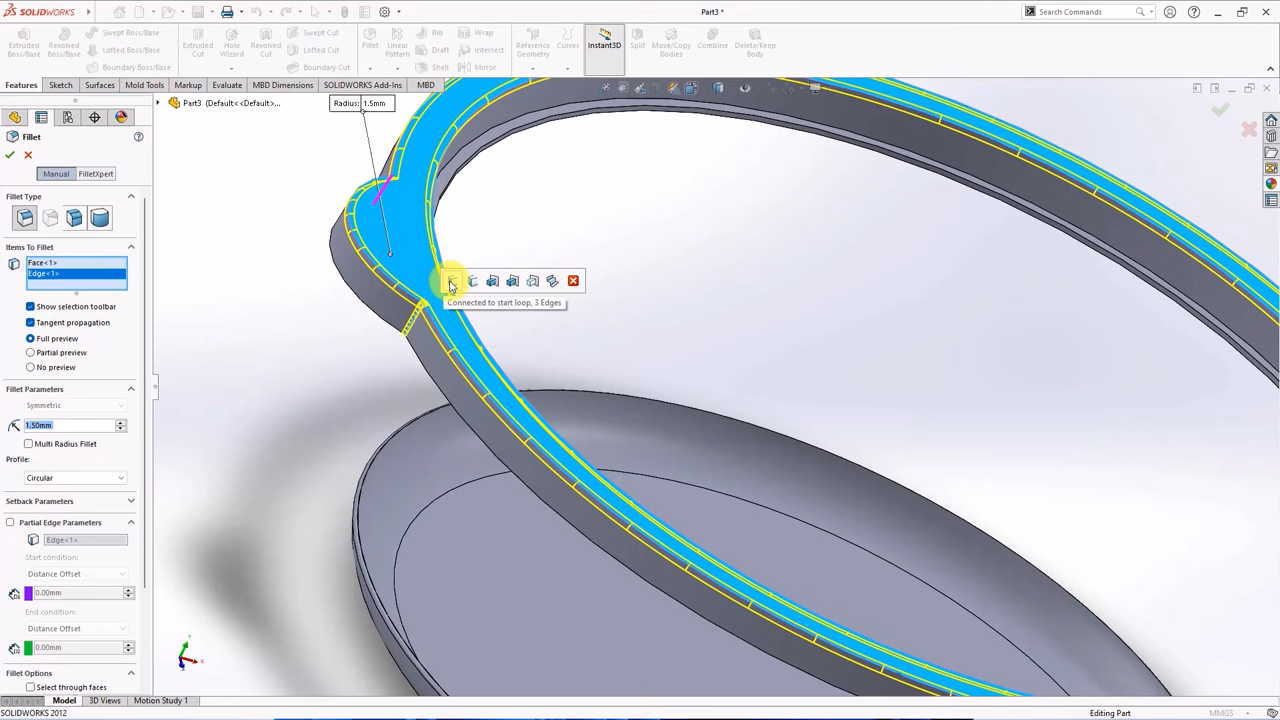 SOLIDWORKS
Part3 *
Search Commands
Extruded Boss/Base
Revolved Boss/Base
Swept Boss/Base
Lofted Boss/Base
Boundary Boss/Base
Extruded Cut
Hole Wizard
Revolved Cut
Swept Cut
Lofted Cut
Boundary Cut
Fillet
Linear Pattern
Rib
Draft
Shell
Wrap
Intersect
Mirror
Reference Geometry
Curves
Instant3D
Split
Move/Copy Bodies
Combine
Delete/Keep Body
Features
Sketch
Surfaces
Mold Tools
Markup
Evaluate
MBD Dimensions
SOLIDWORKS Add-Ins
MBD
Part3 (Default<<Default>...
Radius: 1.5mm
Fillet
Manual
FilletXpert
Fillet Type
Items To Fillet
Face<1>
Edge<1>
Show selection toolbar
Tangent propagation
Full preview
Partial preview
No preview
Fillet Parameters
Symmetric
1.50mm
Multi Radius Fillet
Profile:
Circular
Setback Parameters
Partial Edge Parameters
Edge<1>
Start condition:
Distance Offset
0.00mm
End condition:
Distance Offset
0.00mm
Fillet Options
Select through faces
Connected to start loop, 3 Edges
Y
X
Z
Model
3D Views
Motion Study 1
SOLIDWORKS 2012
Editing Part
MMGS